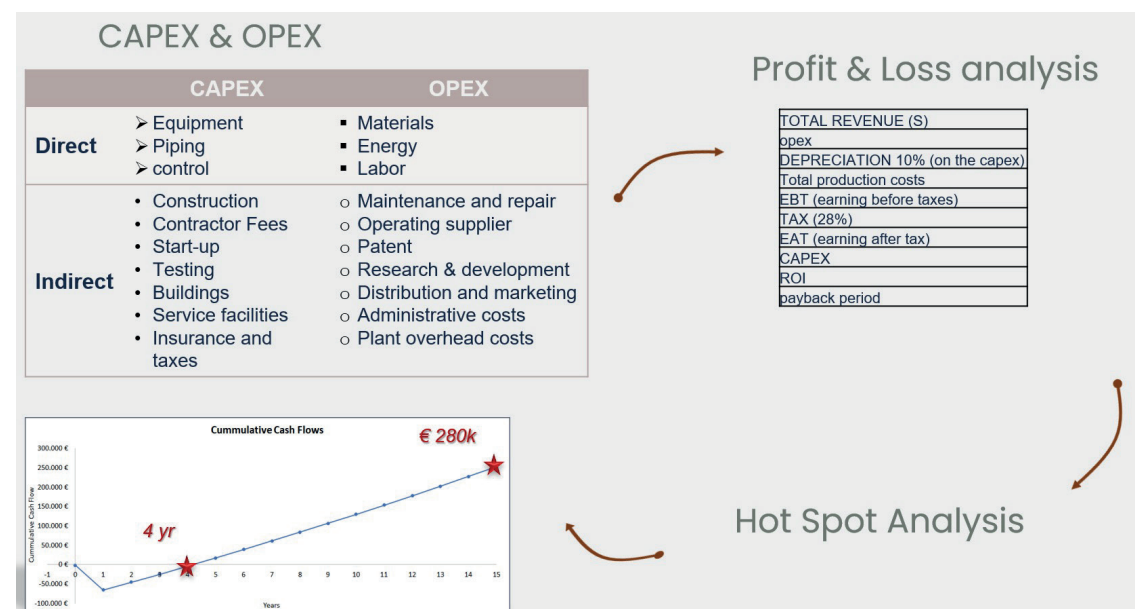 CAPEX & OPEX
CAPEX OPEX
Direct
➢ Equipment
➢ Piping
➢ control
▪ Materials
▪ Energy
▪ Labor
Indirect
• Construction
• Contractor Fees
• Start-up
• Testing
• Buildings
• Service facilities
• Insurance and
taxes
o Maintenance and repair
o Operating supplier
o Patent
o Research & development
o Distribution and marketing
o Administrative costs
o Plant overhead costs
Profit & Loss analysis
TOTAL REVENUE (S)
opex
DEPRECIATION 10% (on the capex)
Total production costs
EBT (earning before taxes)
TAX (28%)
EAT (earning after tax)
CAPEX
ROI
payback period
Hot Spot Analysis
Cummulative Cash Flows
€ 280k
4 yr
Cummulative Cash Flow
300.000 €
250.000 €
200.000 €
150.000 €
100.000 €
50.000 €
0 €
-50.000 €
-100.000 €
-1 0 1 2 3 4 5 6 7 8 9 10 11 12 13 14 15
Years